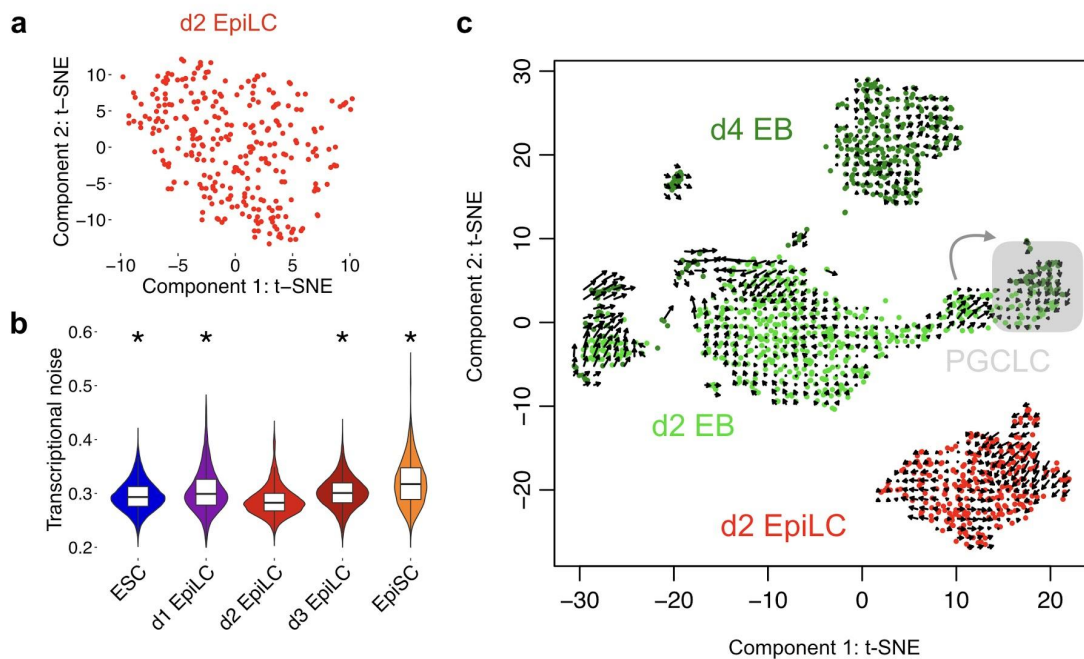 a
d2 EpiLC
Component 2: t−SNE
10
5
0
−5
−10
−10 −5 0 5 10
Component 1: t−SNE
b
Transcriptional noise
0.6
0.5
0.4
0.3
0.2
* * * *
ESC
d1 EpiLC
d2 EpiLC
d3 EpiLC
EpiSC
c
Component 2: t-SNE
30
20
10
0
−10
−20
d4 EB
PGCLC
d2 EB
d2 EpiLC
−30 −20 −10 0 10 20
Component 1: t-SNE